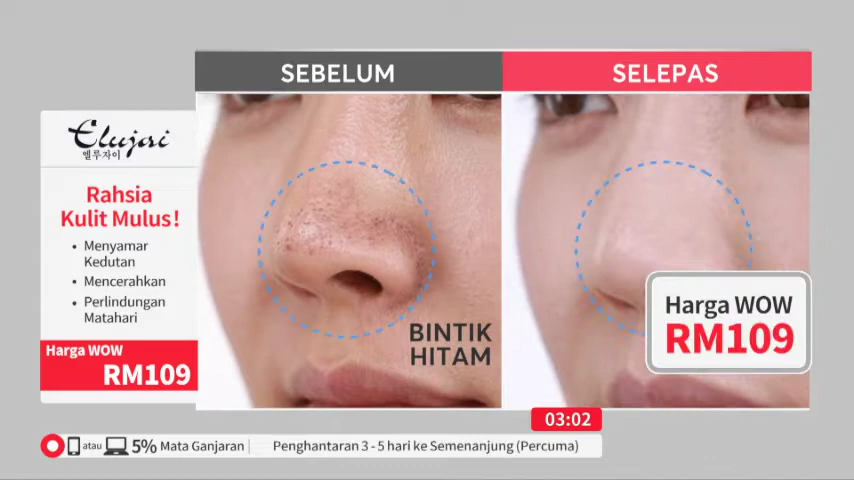 SEBELUM
SELEPAS
Elujai
엘루자이
Rahsia
Kulit Mulus!
• Menyamar
Kedutan
• Mencerahkan
• Perlindungan
Matahari
Harga WOW
RM109
BINTIK
HITAM
Harga WOW
RM109
03:02
atau
5% Mata Ganjaran
Penghantaran 3 - 5 hari ke Semenanjung (Percuma)